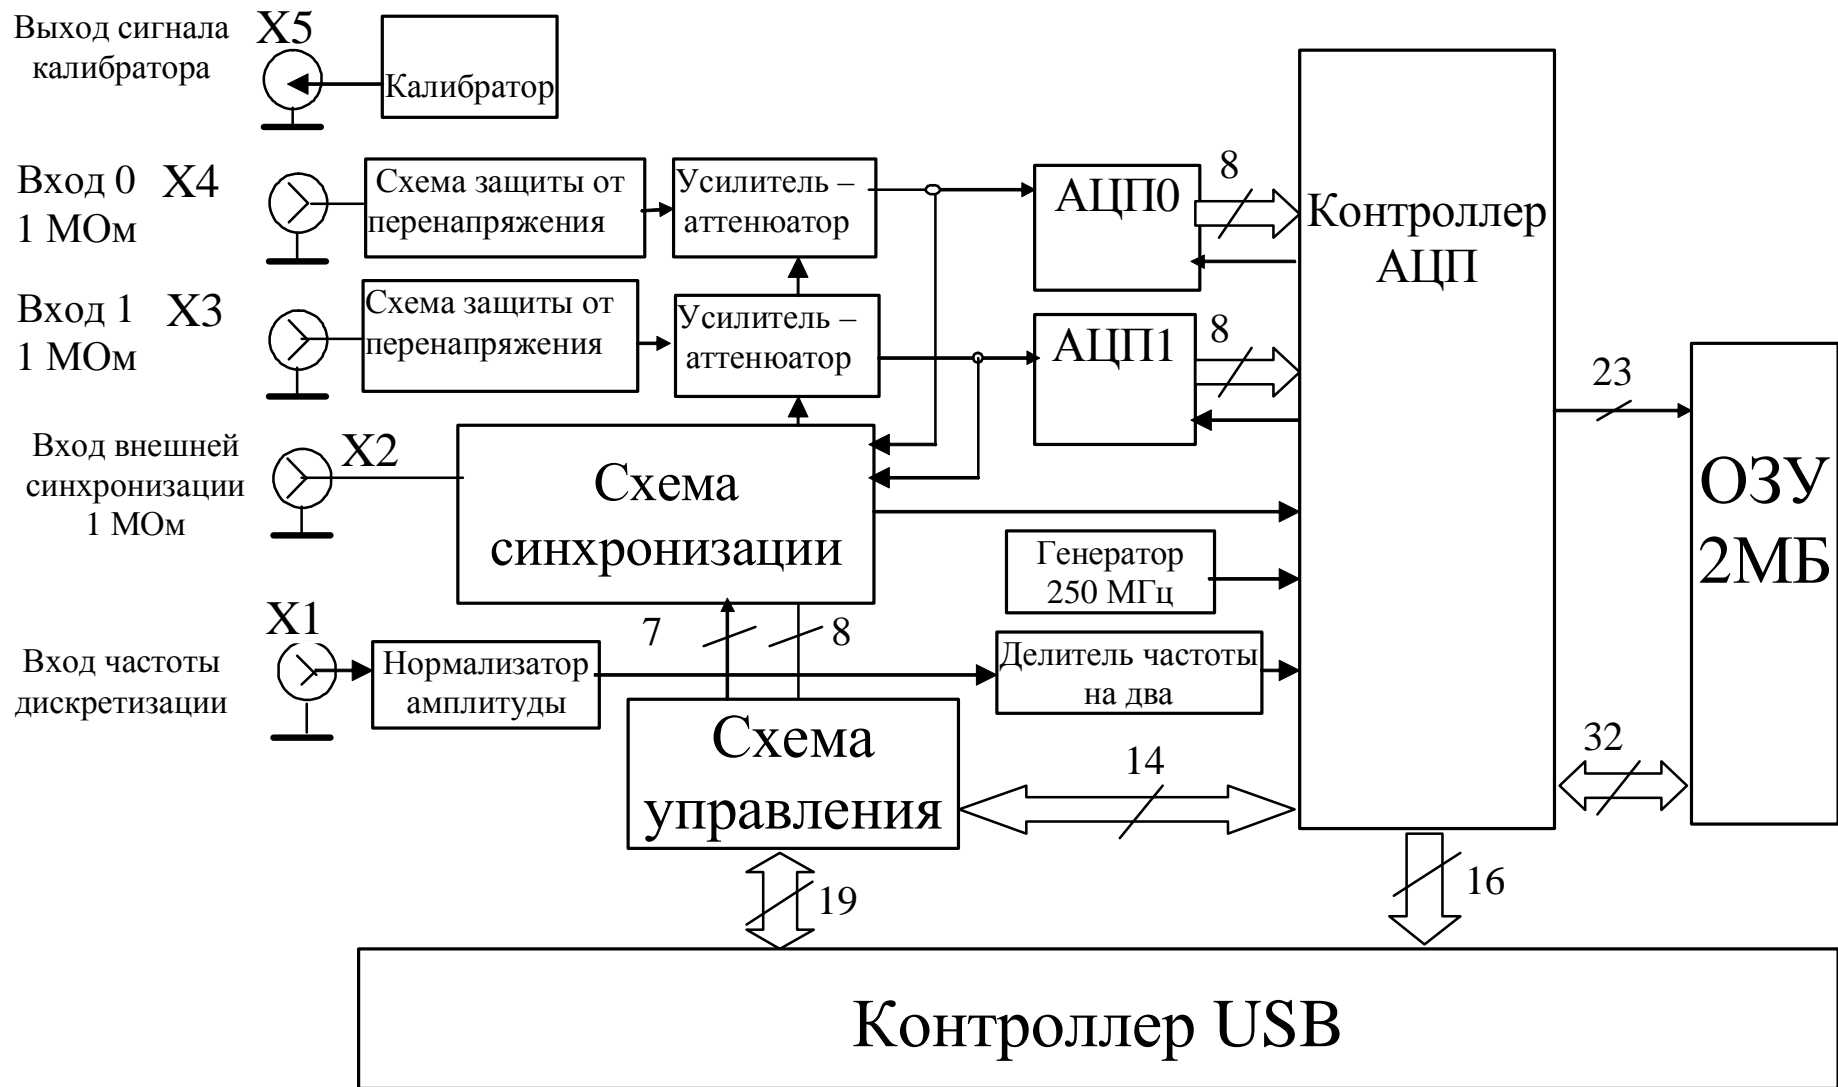 Выход сигнала
калибратора
X5
Калибратор
Вход 0
1 МОм
X4
Схема защиты от
перенапряжения
Усилитель –
аттенюатор
АЦП0
8
Контроллер
АЦП
Вход 1
1 МОм
X3
Схема защиты от
перенапряжения
Усилитель –
аттенюатор
АЦП1
8
23
ОЗУ
2МБ
Вход внешней
синхронизации
1 МОм
X2
Схема
синхронизации
Генератор
250 МГц
X1
7
8
Вход частоты
дискретизации
Нормализатор
амплитуды
Делитель частоты
на два
Схема
управления
14
32
19
16
Контроллер USB